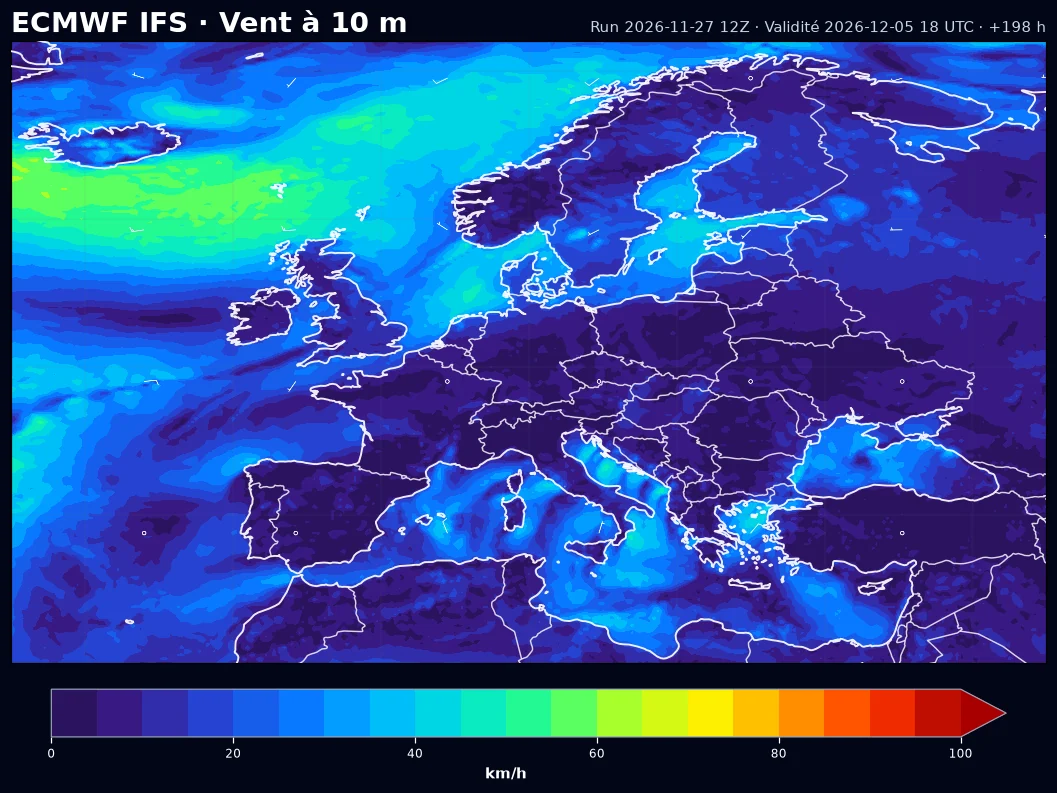 ECMWF IFS · Vent à 10 m
Run 2026-11-27 12Z · Validité 2026-12-05 18 UTC · +198 h
0 20 40 60 80 100
km/h